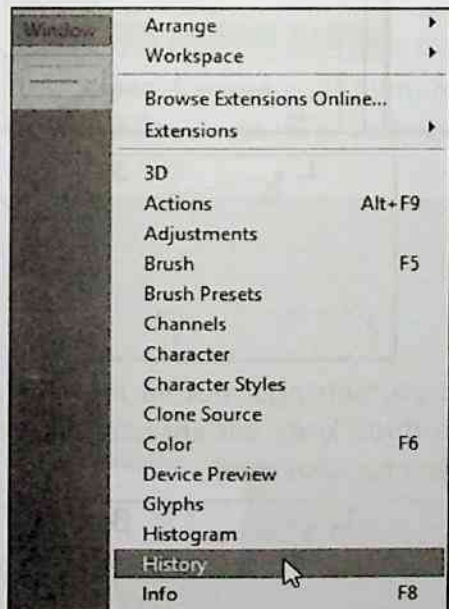 Window
Arrange
Workspace
Browse Extensions Online...
Extensions
3D
Actions Alt+F9
Adjustments
Brush F5
Brush Presets
Channels
Character
Character Styles
Clone Source
Color F6
Device Preview
Glyphs
Histogram
History
Info F8